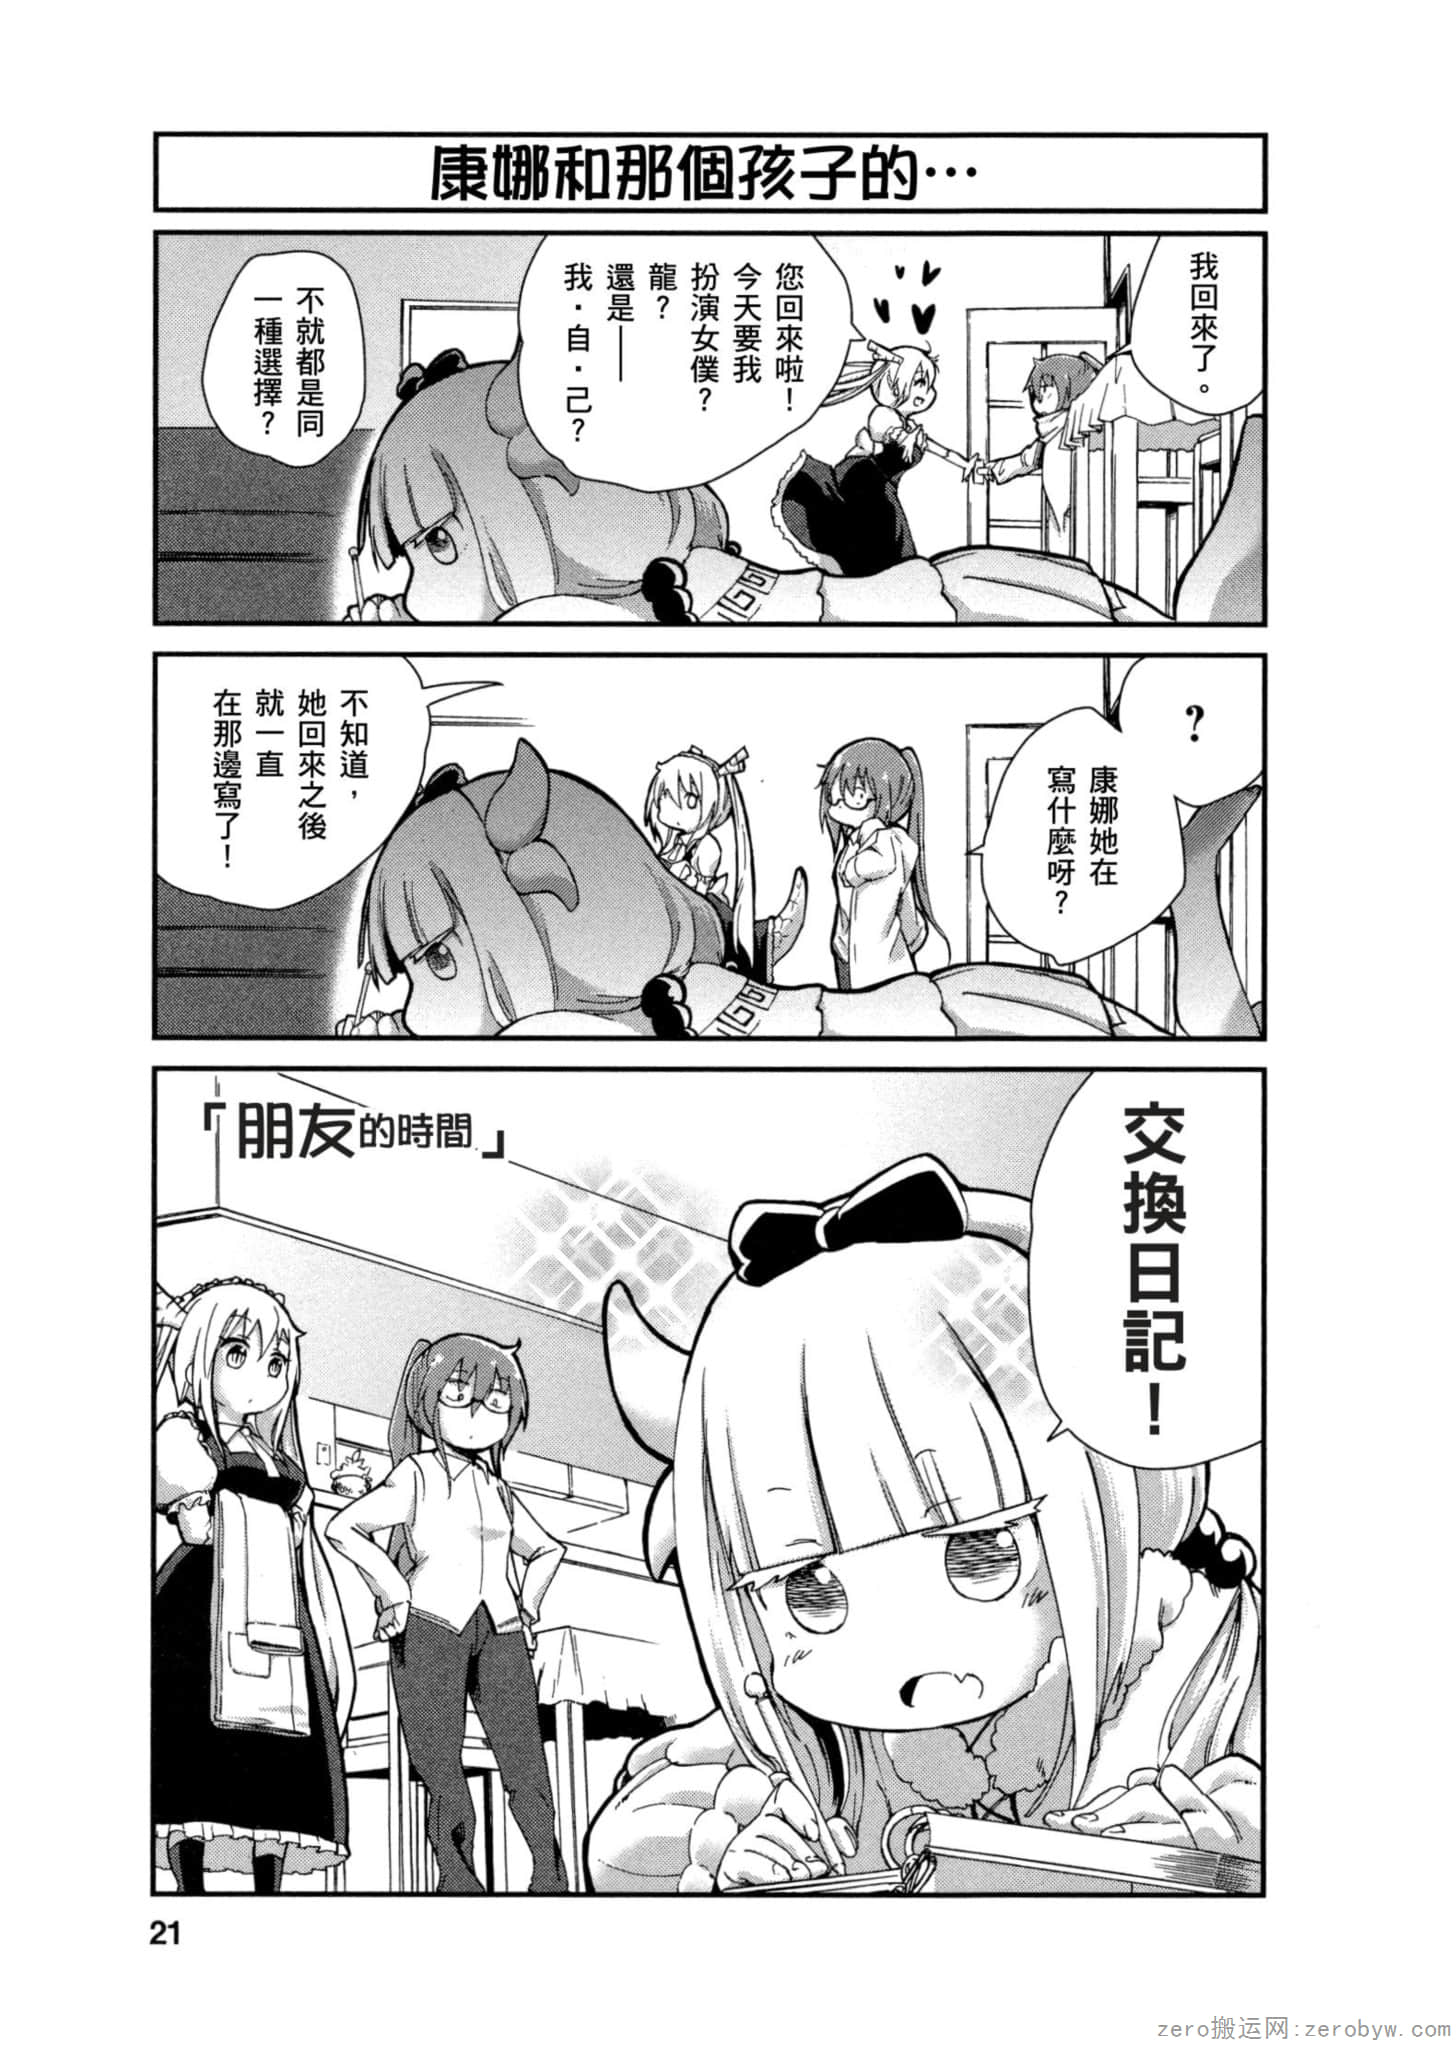 康娜和那個孩子的…
我回來了。
您回來啦！
今天要我
扮演女僕？
龍？
還是——
我·自·己？
不就都是同
一種選擇？
？
康娜她在
寫什麼呀？
不知道，
她回來之後
就一直
在那邊寫了！
交換日記！
「朋友的時間」
21
zero搬运网:zerobyw.com